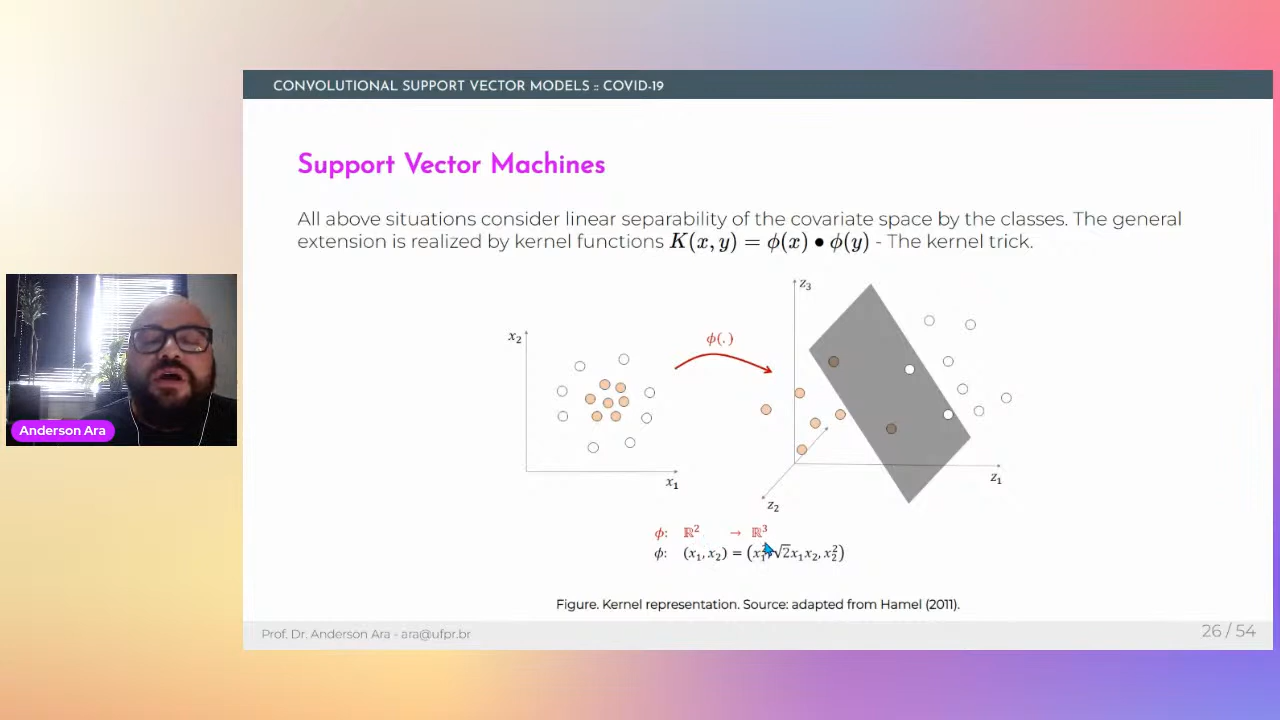 CONVOLUTIONAL SUPPORT VECTOR MODELS :: COVID-19
Support Vector Machines
All above situations consider linear separability of the covariate space by the classes. The general
extension is realized by kernel functions K(x, y) = ϕ(x) • ϕ(y) - The kernel trick.
x₂
x₁
ϕ(.)
z₃
z₁
z₂
ϕ: ℝ² → ℝ³
ϕ: (x₁, x₂) = (x₁², √2x₁x₂, x₂²)
Figure. Kernel representation. Source: adapted from Hamel (2011).
Prof. Dr. Anderson Ara - ara@ufpr.br
26 / 54
Anderson Ara